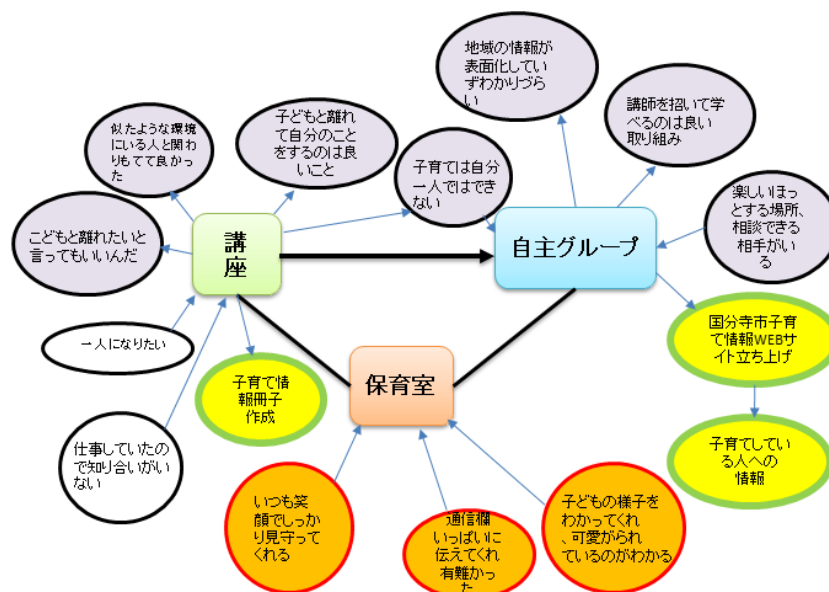 地域の情報が
表面化してい
ずわかりづら
い
講師を招いて学
べるのは良い
取り組み
似たような環境
にいる人と関わ
りもてて良かっ
た
子どもと離れ
て自分のこと
をするのは良
いこと
子育ては自分
一人ではでき
ない
楽しいほっ
とする場所、
相談できる
相手がい
る
こどもと離れたいと
言ってもいいんだ
講
座
自主グループ
一人になりたい
国分寺市子育
て情報WEBサ
イト立ち上げ
保育室
子育て情
報冊子
作成
仕事していたの
で知り合いがい
ない
子育てしてい
る人への
情報
いつも笑
顔でしっか
り見守って
くれる
通信欄
いっぱいに
伝えてくれ
有難かっ
た
子どもの様子を
わかってくれ
、可愛がられ
ているのがわかる